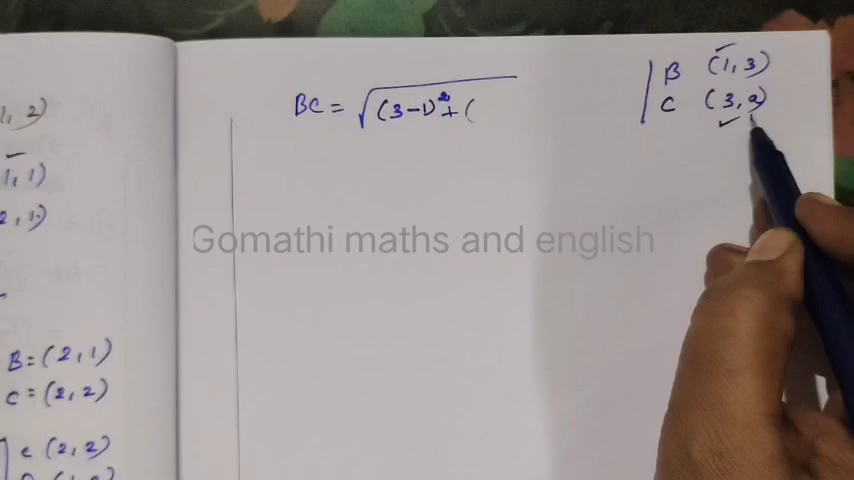 1, 2)
1, 1)
2, 1)
B = (2, 1)
C = (2, 2)
c (2, 2)
BC = √(3-1)² + (
B (1, 3)
C (3, a)
Gomathi maths and english